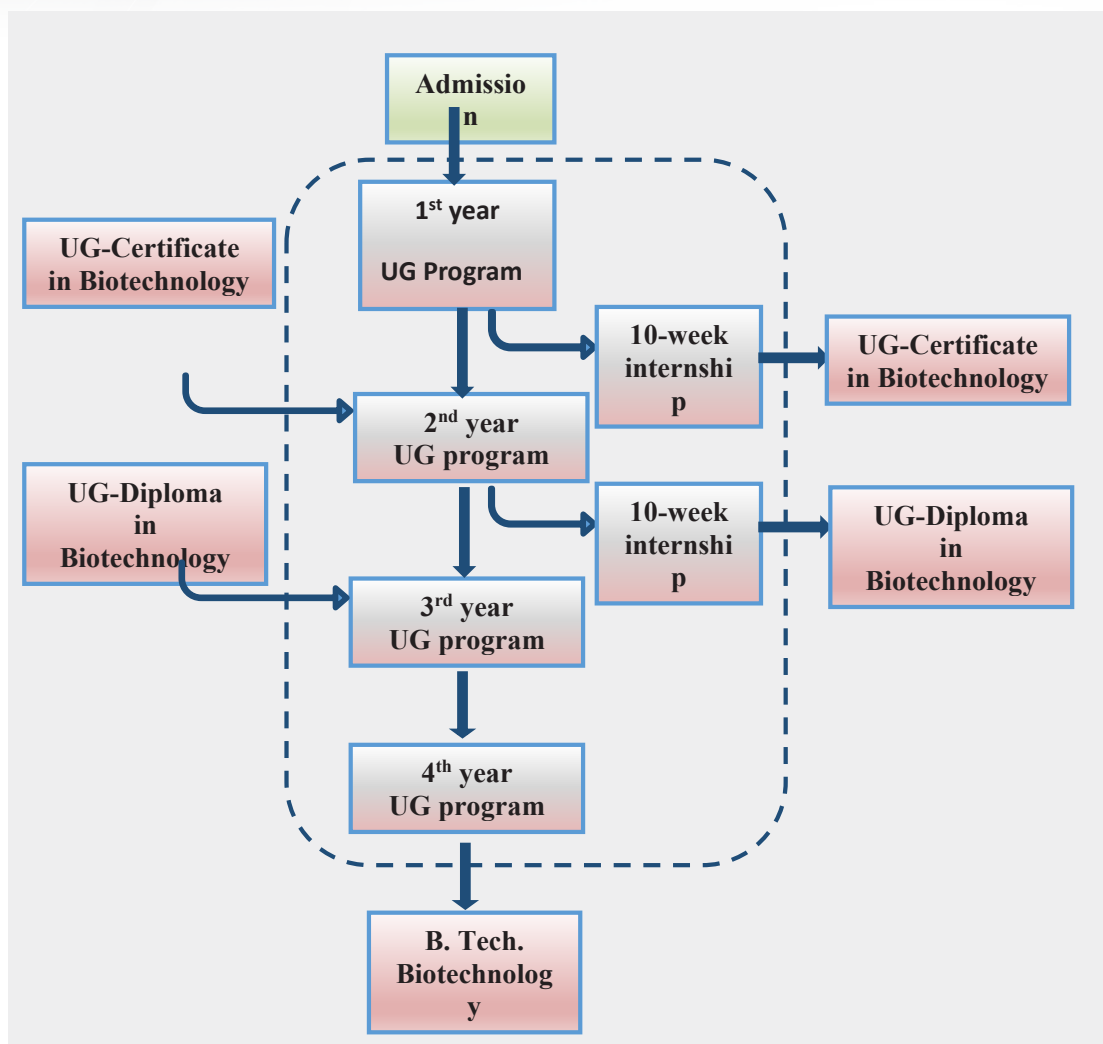 Admissio
n
1st year
UG Program
UG-Certificate
in Biotechnology
10-week
internshi
p
UG-Certificate
in Biotechnology
2nd year
UG program
UG-Diploma
in
Biotechnology
10-week
internshi
p
UG-Diploma
in
Biotechnology
3rd year
UG program
4th year
UG program
B. Tech.
Biotechnolog
y